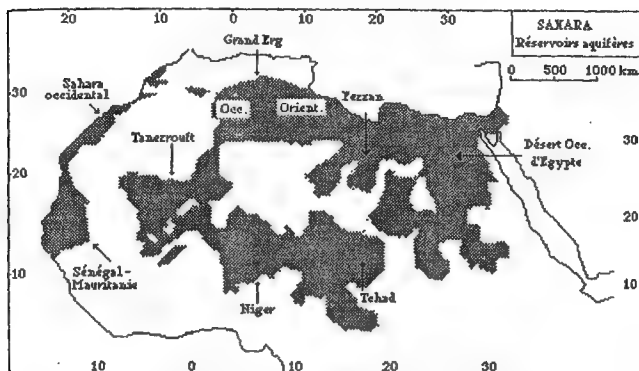 20 10 0 10 20 30
SAHARA
Réservoirs aquifères
0 500 1000 km
Grand Erg
Sahara
occidental
30
Occ. Orient.
Fezzan
30
Tanezrouft
Désert Occ.
d'Egypte
20
20
Sénégal-
Mauritanie
10
10
Niger
Tchad
10 0 10 20 30